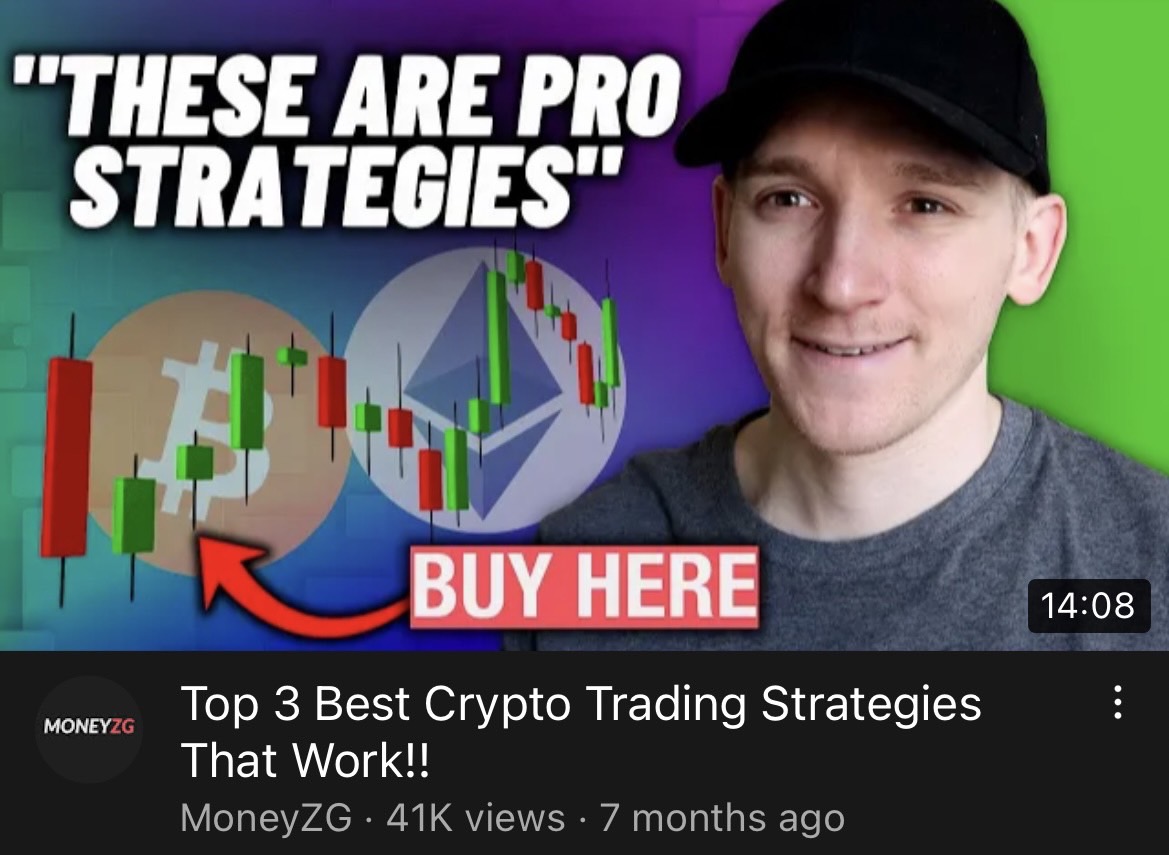 "THESE ARE PRO
STRATEGIES"
BUY HERE
14:08
MONEYZG
Top 3 Best Crypto Trading Strategies
That Work!!
MoneyZG · 41K views · 7 months ago